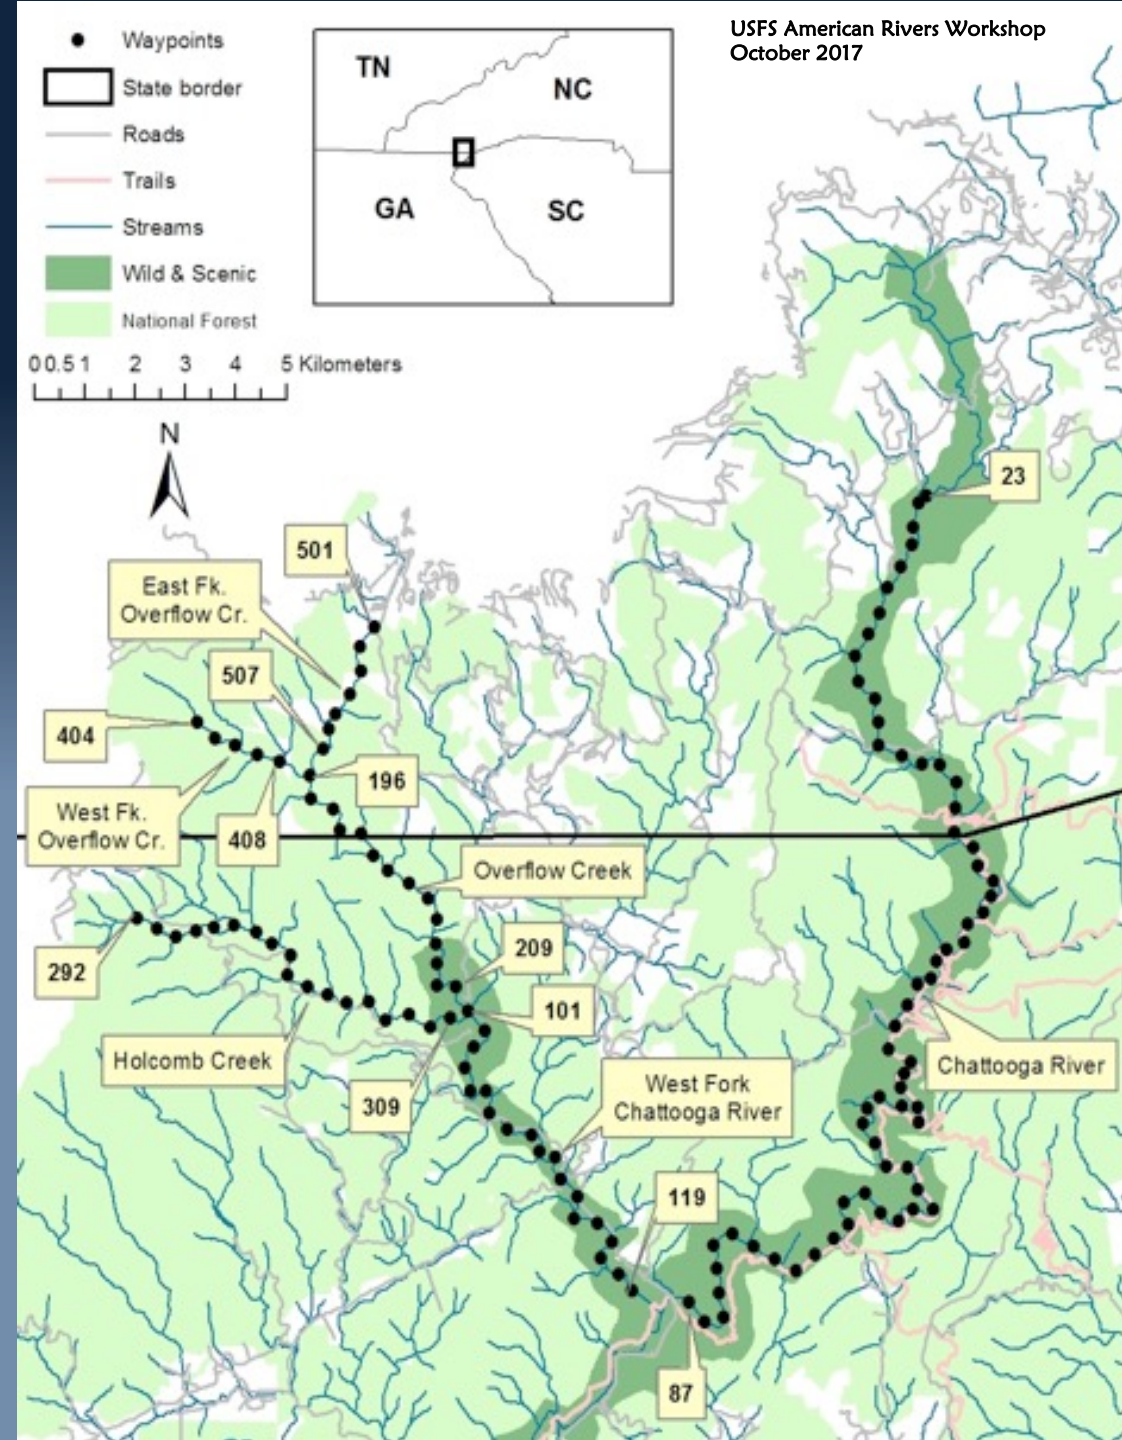 USFS American Rivers Workshop
October 2017
Waypoints
State border
Roads
Trails
Streams
Wild & Scenic
National Forest
0 0.5 1 2 3 4 5 Kilometers
N
TN
NC
GA
SC
23
501
East Fk.
Overflow Cr.
507
404
196
West Fk.
Overflow Cr.
408
Overflow Creek
209
292
101
Holcomb Creek
Chattooga River
309
West Fork
Chattooga River
119
87